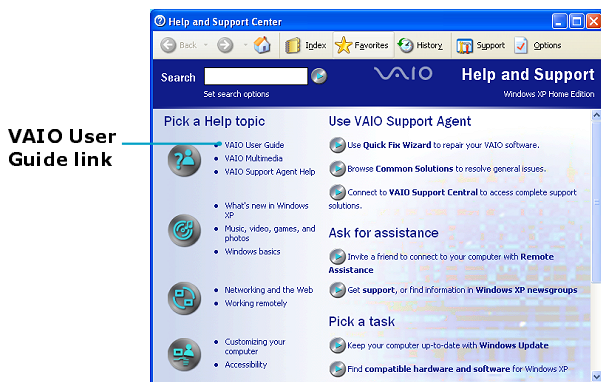 Help and Support Center
Back
Index
Favorites
History
Support
Options
Search
Set search options
VAIO
Help and Support
Windows XP Home Edition
VAIO User
Guide link
Pick a Help topic
VAIO User Guide
VAIO Multimedia
VAIO Support Agent Help
What's new in Windows
XP
Music, video, games, and
photos
Windows basics
Networking and the Web
Working remotely
Customizing your
computer
Accessibility
Use VAIO Support Agent
Use Quick Fix Wizard to repair your VAIO software.
Browse Common Solutions to resolve general issues.
Connect to VAIO Support Central to access complete support
solutions.
Ask for assistance
Invite a friend to connect to your computer with Remote
Assistance
Get support, or find information in Windows XP newsgroups
Pick a task
Keep your computer up-to-date with Windows Update
Find compatible hardware and software for Windows XP